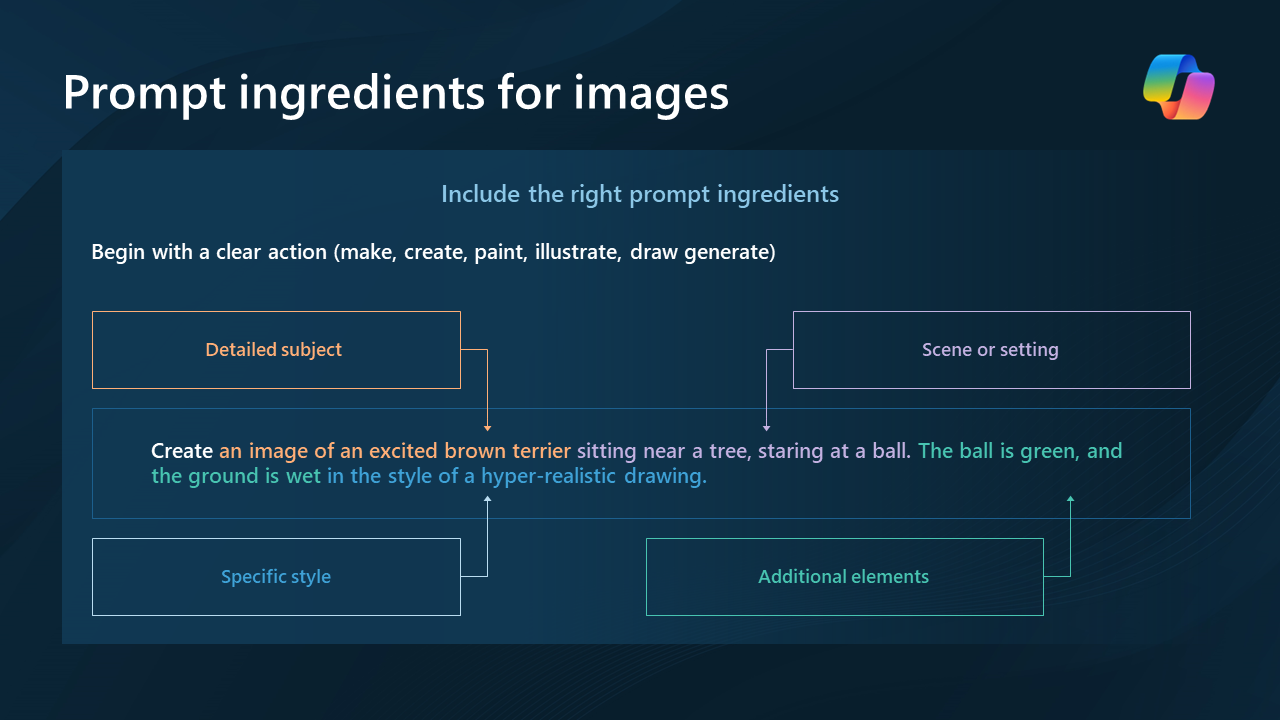 Prompt ingredients for images
Include the right prompt ingredients
Begin with a clear action (make, create, paint, illustrate, draw generate)
Detailed subject
Scene or setting
Create an image of an excited brown terrier sitting near a tree, staring at a ball. The ball is green, and
the ground is wet in the style of a hyper-realistic drawing.
Specific style
Additional elements